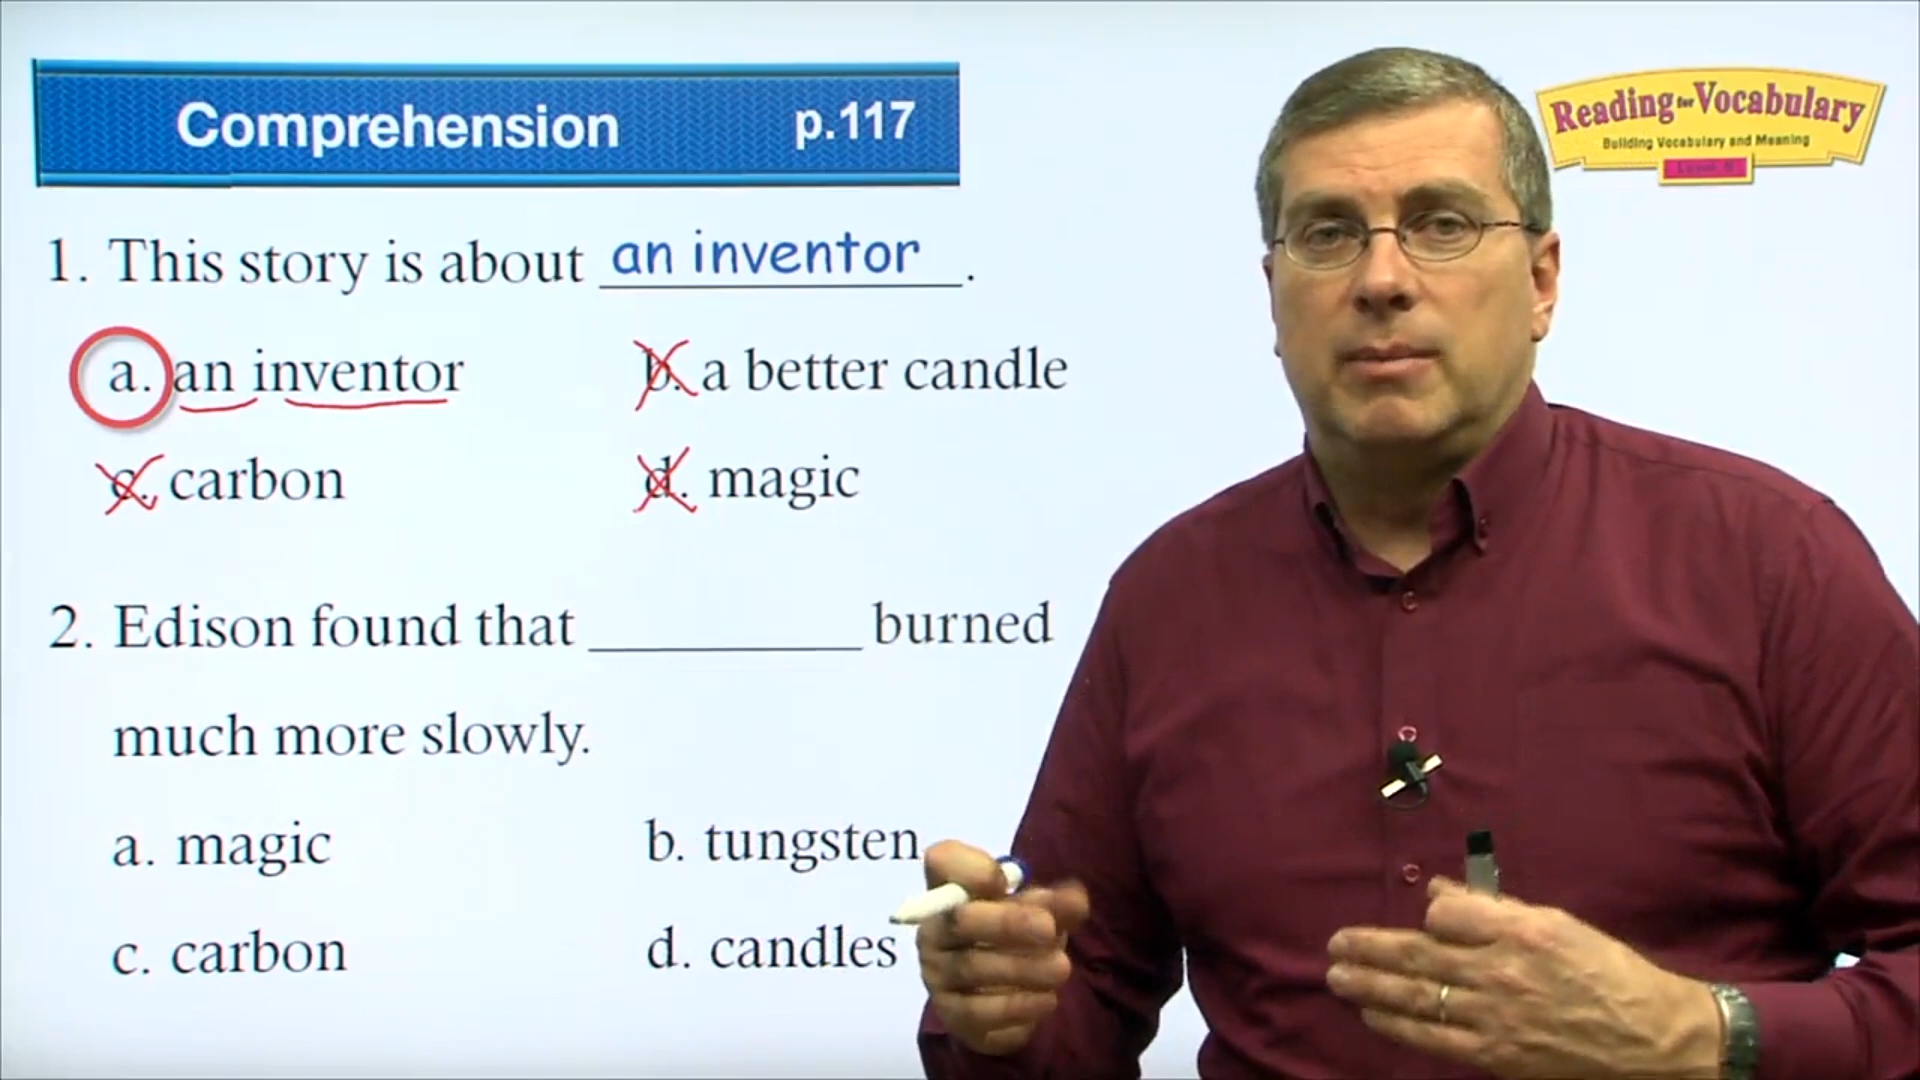 Comprehension p.117
Reading for Vocabulary
Building Vocabulary and Meaning
1. This story is about an inventor.
a. an inventor b. a better candle
c. carbon d. magic
2. Edison found that __________ burned
much more slowly.
a. magic b. tungsten
c. carbon d. candles